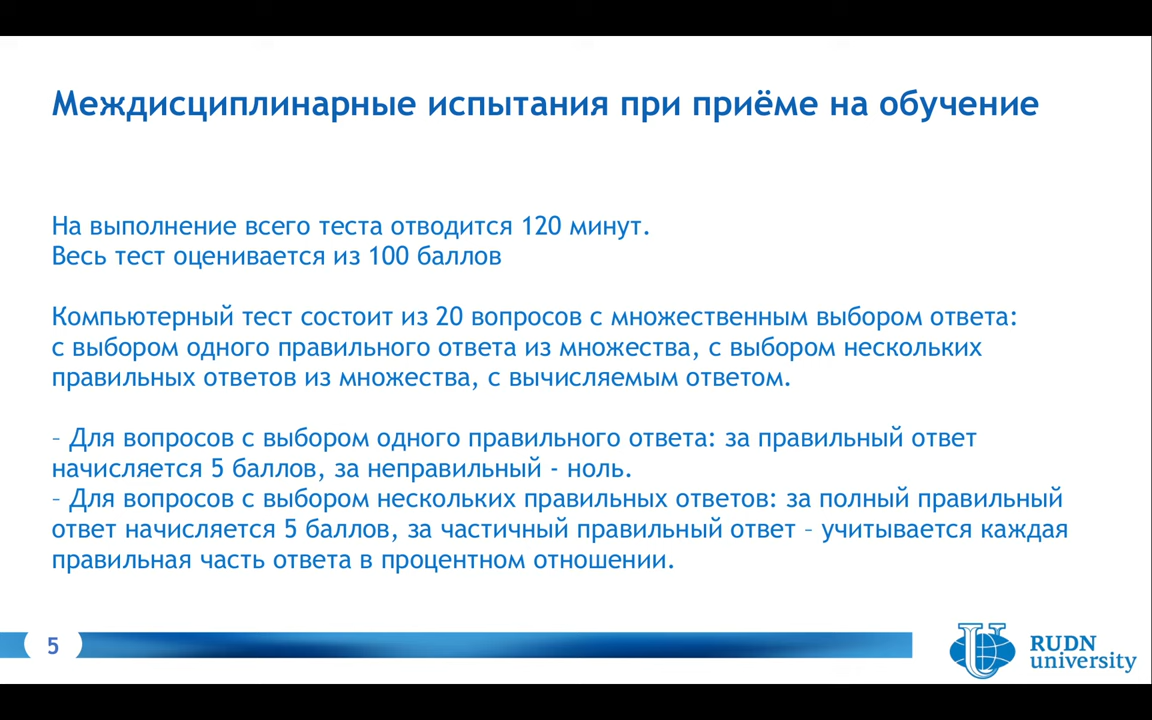 Междисциплинарные испытания при приёме на обучение
На выполнение всего теста отводится 120 минут.
Весь тест оценивается из 100 баллов
Компьютерный тест состоит из 20 вопросов с множественным выбором ответа:
с выбором одного правильного ответа из множества, с выбором нескольких
правильных ответов из множества, с вычисляемым ответом.
– Для вопросов с выбором одного правильного ответа: за правильный ответ
начисляется 5 баллов, за неправильный - ноль.
– Для вопросов с выбором нескольких правильных ответов: за полный правильный
ответ начисляется 5 баллов, за частичный правильный ответ – учитывается каждая
правильная часть ответа в процентном отношении.
5
RUDN
university